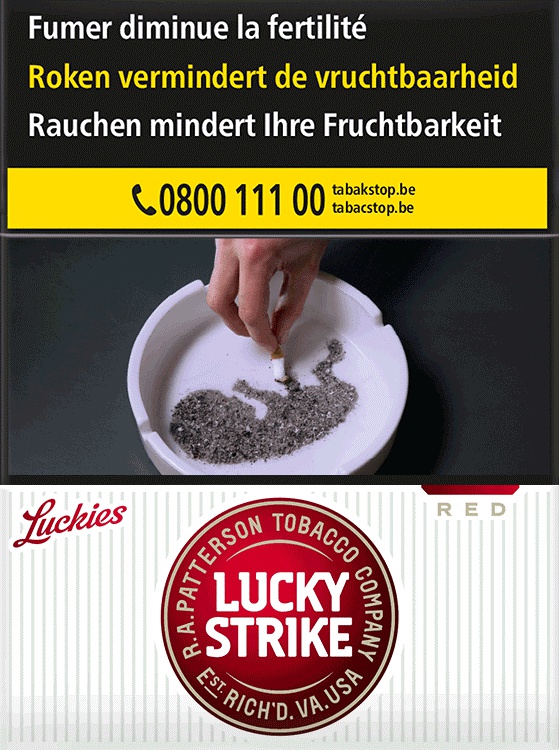 Fumer diminue la fertilité
Roken vermindert de vruchtbaarheid
Rauchen mindert Ihre Fruchtbarkeit
0800 111 00 tabakstop.be
tabacstop.be
Luckies
RED
R.A.PATTERSON TOBACCO COMPANY
LUCKY
STRIKE
EST. RICH'D. VA. USA